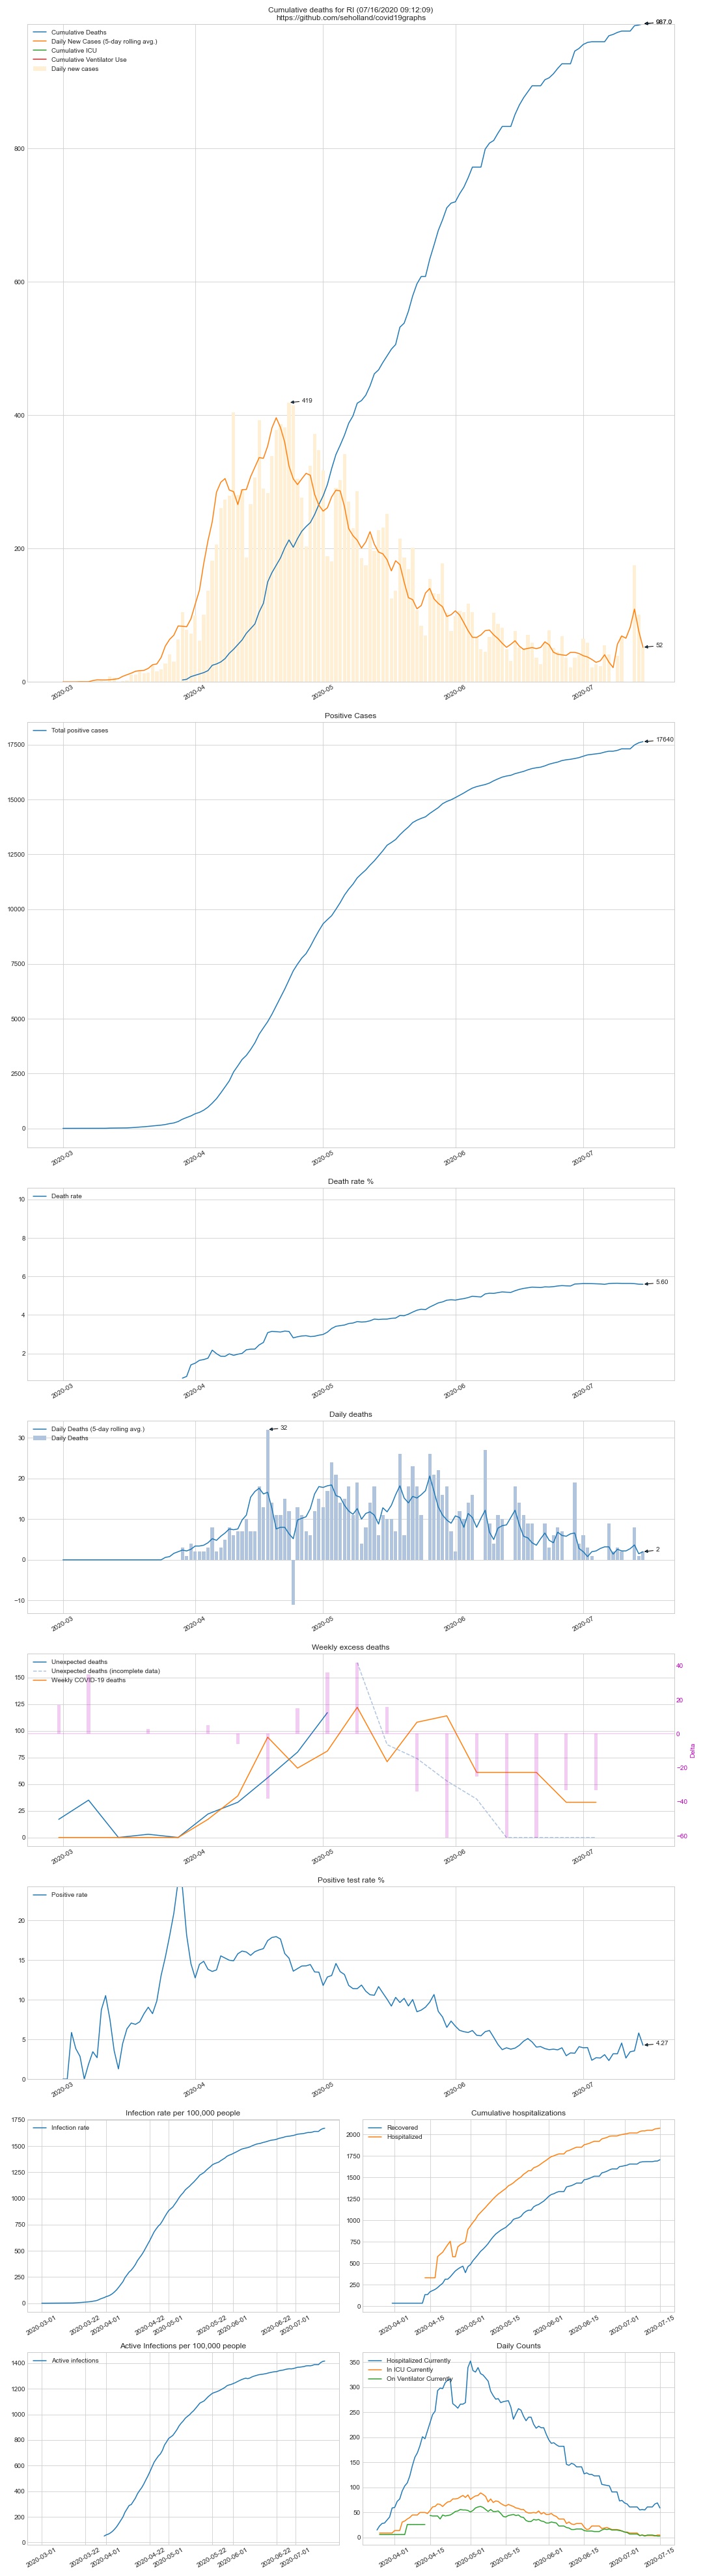 Cumulative deaths for RI (07/16/2020 09:12:09)
https://github.com/seholland/covid19graphs
Cumulative Deaths
Daily New Cases (5-day rolling avg.)
Cumulative ICU
Cumulative Ventilator Use
Daily new cases
987.0
800
600
400
419
200
52
0
2020-03 2020-04 2020-05 2020-06 2020-07
Positive Cases
Total positive cases
17500
17640
15000
12500
10000
7500
5000
2500
0
2020-03 2020-04 2020-05 2020-06 2020-07
Death rate %
Death rate
10
8
6
5.60
4
2
2020-03 2020-04 2020-05 2020-06 2020-07
Daily deaths
Daily Deaths (5-day rolling avg.)
Daily Deaths
32
30
20
10
2
0
−10
2020-03 2020-04 2020-05 2020-06 2020-07
Weekly excess deaths
Unexpected deaths
Unexpected deaths (incomplete data)
Weekly COVID-19 deaths
150
125
100
75
50
25
0
40
20
0
−20
−40
−60
Delta
2020-03 2020-04 2020-05 2020-06 2020-07
Positive test rate %
Positive rate
20
15
10
5
4.27
0
2020-03 2020-04 2020-05 2020-06 2020-07
Infection rate per 100,000 people
Infection rate
1750
1500
1250
1000
750
500
250
0
2020-03-01 2020-03-22 2020-04-01 2020-04-22 2020-05-01 2020-05-22 2020-06-01 2020-06-22 2020-07-01
Cumulative hospitalizations
Recovered
Hospitalized
2000
1750
1500
1250
1000
750
500
250
0
2020-04-01 2020-04-15 2020-05-01 2020-05-15 2020-06-01 2020-06-15 2020-07-01 2020-07-15
Active Infections per 100,000 people
Active infections
1400
1200
1000
800
600
400
200
0
2020-03-01 2020-03-22 2020-04-01 2020-04-22 2020-05-01 2020-05-22 2020-06-01 2020-06-22 2020-07-01
Daily Counts
Hospitalized Currently
In ICU Currently
On Ventilator Currently
350
300
250
200
150
100
50
0
2020-04-01 2020-04-15 2020-05-01 2020-05-15 2020-06-01 2020-06-15 2020-07-01 2020-07-15